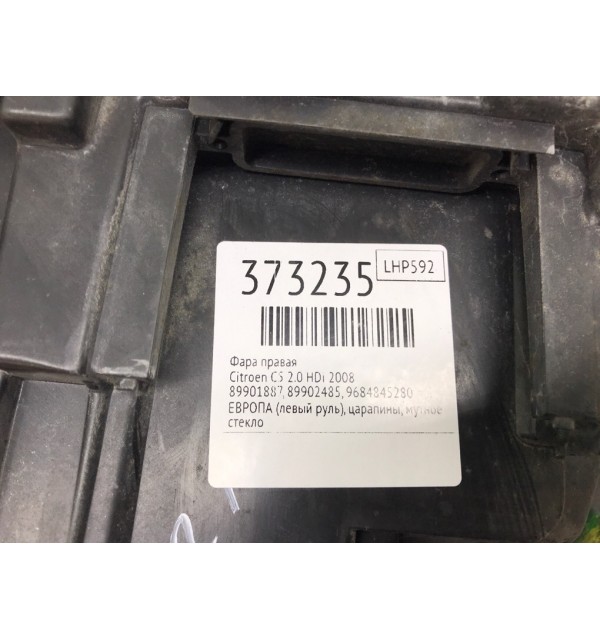 373235
LHP592
Фара правая
Citroen C5 2.0 HDi 2008
89901887, 89902485, 9684845280
ЕВРОПА (левый руль), царапины, мутное
стекло